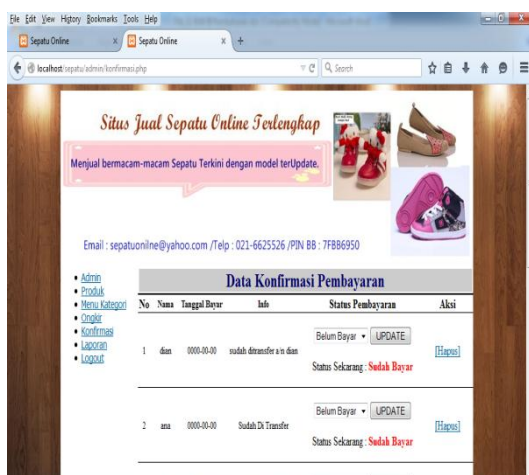 File Edit View History Bookmarks Tools Help
Sepatu Online x Sepatu Online x +
localhost/sepatu/admin/konfirmasi.php Search
Situs Jual Sepatu Online Terlengkap
Menjual bermacam-macam Sepatu Terkini dengan model terUpdate.
Email : sepatuonilne@yahoo.com /Telp : 021-6625526 /PIN BB : 7FBB6950
Admin
Produk
Menu Kategori
Ongkir
Konfirmasi
Laporan
Logout
Data Konfirmasi Pembayaran
No Nama Tanggal Bayar Info Status Pembayaran Aksi
Belum Bayar UPDATE
1 dian 0000-00-00 sudah ditransfer a/n dian [Hapus]
Status Sekarang : Sudah Bayar
Belum Bayar UPDATE
2 ana 0000-00-00 Sudah Di Transfer [Hapus]
Status Sekarang : Sudah Bayar